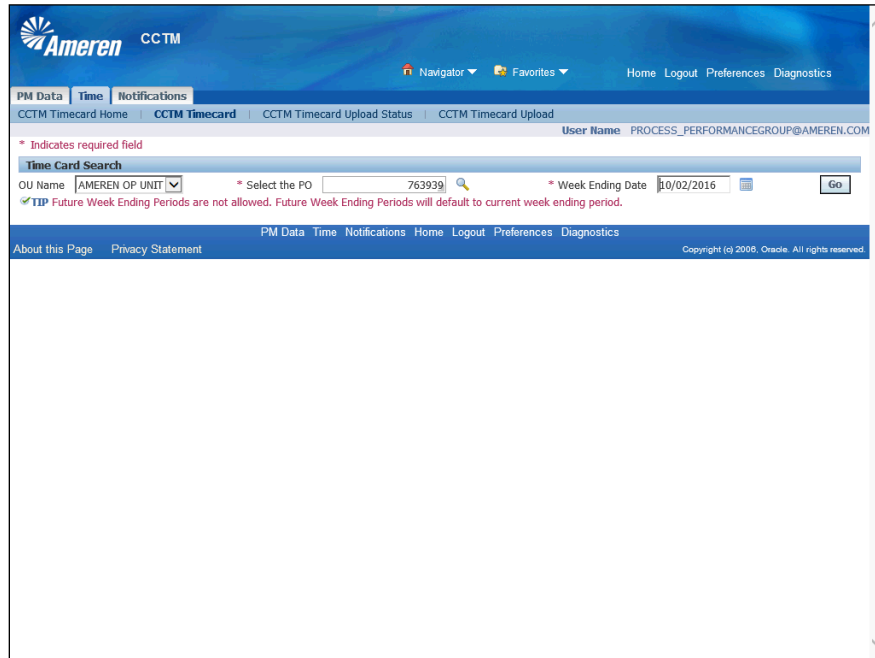 Ameren CCTM
Navigator Favorites Home Logout Preferences Diagnostics
PM Data Time Notifications
CCTM Timecard Home | CCTM Timecard | CCTM Timecard Upload Status | CCTM Timecard Upload
User Name PROCESS_PERFORMANCEGROUP@AMEREN.COM
* Indicates required field
Time Card Search
OU Name AMEREN OP UNIT * Select the PO 763939 * Week Ending Date 10/02/2016 Go
TIP Future Week Ending Periods are not allowed. Future Week Ending Periods will default to current week ending period.
PM Data Time Notifications Home Logout Preferences Diagnostics
About this Page Privacy Statement Copyright (c) 2006, Oracle. All rights reserved.